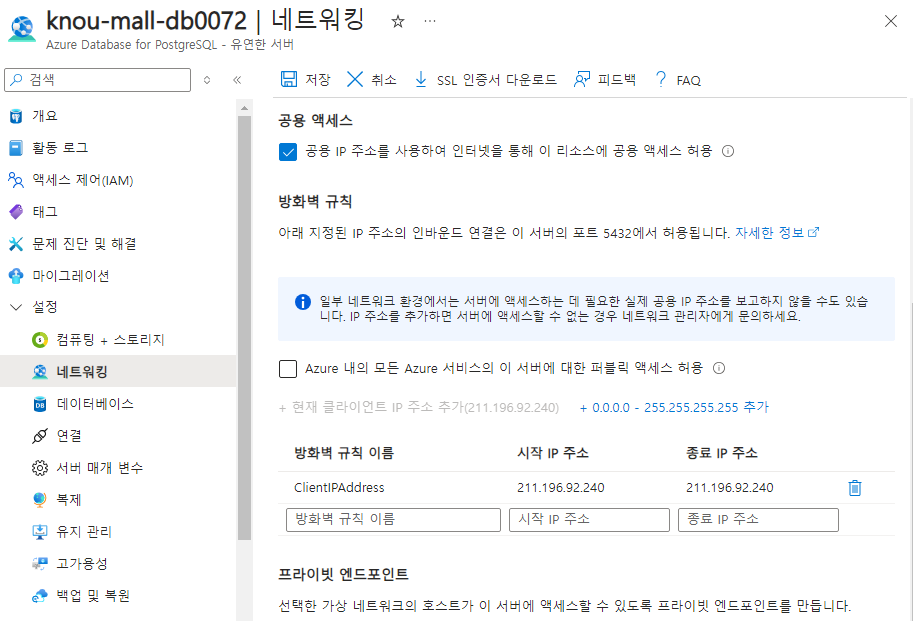 knou-mall-db0072 | 네트워킹
Azure Database for PostgreSQL - 유연한 서버
검색
개요
활동 로그
액세스 제어(IAM)
태그
문제 진단 및 해결
마이그레이션
설정
컴퓨팅 + 스토리지
네트워킹
데이터베이스
연결
서버 매개 변수
복제
유지 관리
고가용성
백업 및 복원
저장 취소 SSL 인증서 다운로드 피드백 FAQ
공용 액세스
공용 IP 주소를 사용하여 인터넷을 통해 이 리소스에 공용 액세스 허용
방화벽 규칙
아래 지정된 IP 주소의 인바운드 연결은 이 서버의 포트 5432에서 허용됩니다. 자세한 정보
일부 네트워크 환경에서는 서버에 액세스하는 데 필요한 실제 공용 IP 주소를 보고하지 않을 수도 있습
니다. IP 주소를 추가하면 서버에 액세스할 수 없는 경우 네트워크 관리자에게 문의하세요.
Azure 내의 모든 Azure 서비스의 이 서버에 대한 퍼블릭 액세스 허용
+ 현재 클라이언트 IP 주소 추가(211.196.92.240) + 0.0.0.0 - 255.255.255.255 추가
방화벽 규칙 이름 시작 IP 주소 종료 IP 주소
ClientIPAddress 211.196.92.240 211.196.92.240
방화벽 규칙 이름 시작 IP 주소 종료 IP 주소
프라이빗 엔드포인트
선택한 가상 네트워크의 호스트가 이 서버에 액세스할 수 있도록 프라이빗 엔드포인트를 만듭니다.